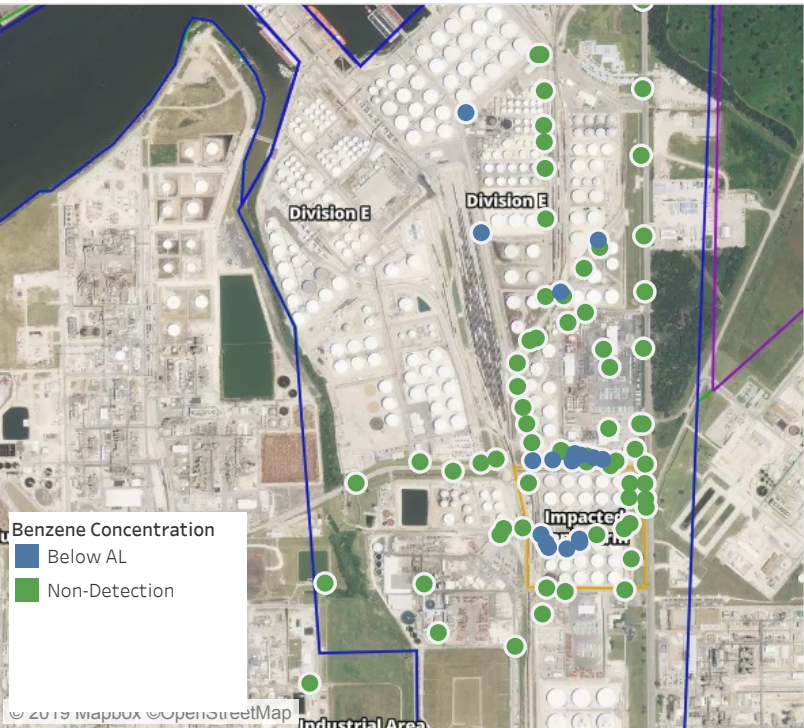 Division E
Division E
Impacted
Benzene Concentration
Below AL
Non-Detection
© 2019 Mapbox ©OpenStreetMap
Industrial Area